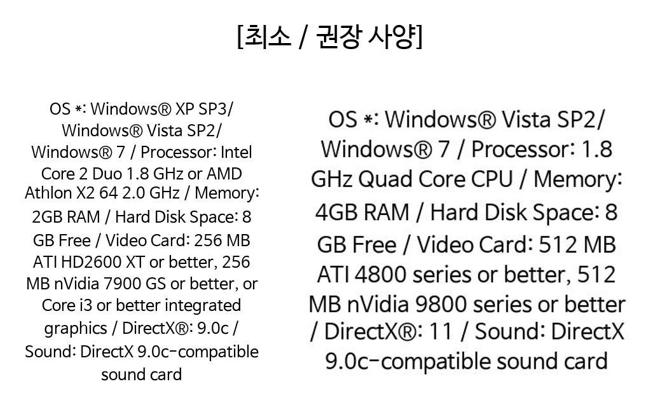 [최소 / 권장 사양]
OS *: Windows® XP SP3/
Windows® Vista SP2/
Windows® 7 / Processor: Intel
Core 2 Duo 1.8 GHz or AMD
Athlon X2 64 2.0 GHz / Memory:
2GB RAM / Hard Disk Space: 8
GB Free / Video Card: 256 MB
ATI HD2600 XT or better, 256
MB nVidia 7900 GS or better, or
Core i3 or better integrated
graphics / DirectX®: 9.0c /
Sound: DirectX 9.0c-compatible
sound card
OS *: Windows® Vista SP2/
Windows® 7 / Processor: 1.8
GHz Quad Core CPU / Memory:
4GB RAM / Hard Disk Space: 8
GB Free / Video Card: 512 MB
ATI 4800 series or better, 512
MB nVidia 9800 series or better
/ DirectX®: 11 / Sound: DirectX
9.0c-compatible sound card